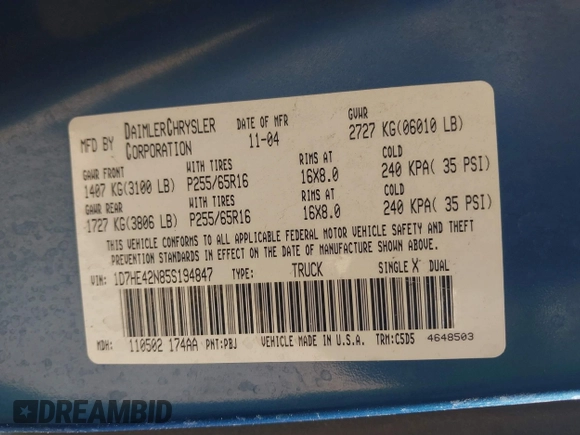 MFD BY DAIMLERCHRYSLER CORPORATION DATE OF MFR 11-04 GVWR 2727 KG(06010 LB)
GAWR FRONT WITH TIRES RIMS AT COLD
1407 KG(3100 LB) P255/65R16 16X8.0 240 KPA( 35 PSI)
GAWR REAR WITH TIRES RIMS AT COLD
1727 KG(3806 LB) P255/65R16 16X8.0 240 KPA( 35 PSI)
THIS VEHICLE CONFORMS TO ALL APPLICABLE FEDERAL MOTOR VEHICLE SAFETY AND THEFT
PREVENTION STANDARDS IN EFFECT ON THE DATE OF MANUFACTURE SHOWN ABOVE.
VIN: 1D7HE42N85S194847 TYPE: TRUCK SINGLE X DUAL
MDH: 110502 174AA PNT:PBJ VEHICLE MADE IN U.S.A. TRM:C5D5 4648503
DREAMBID